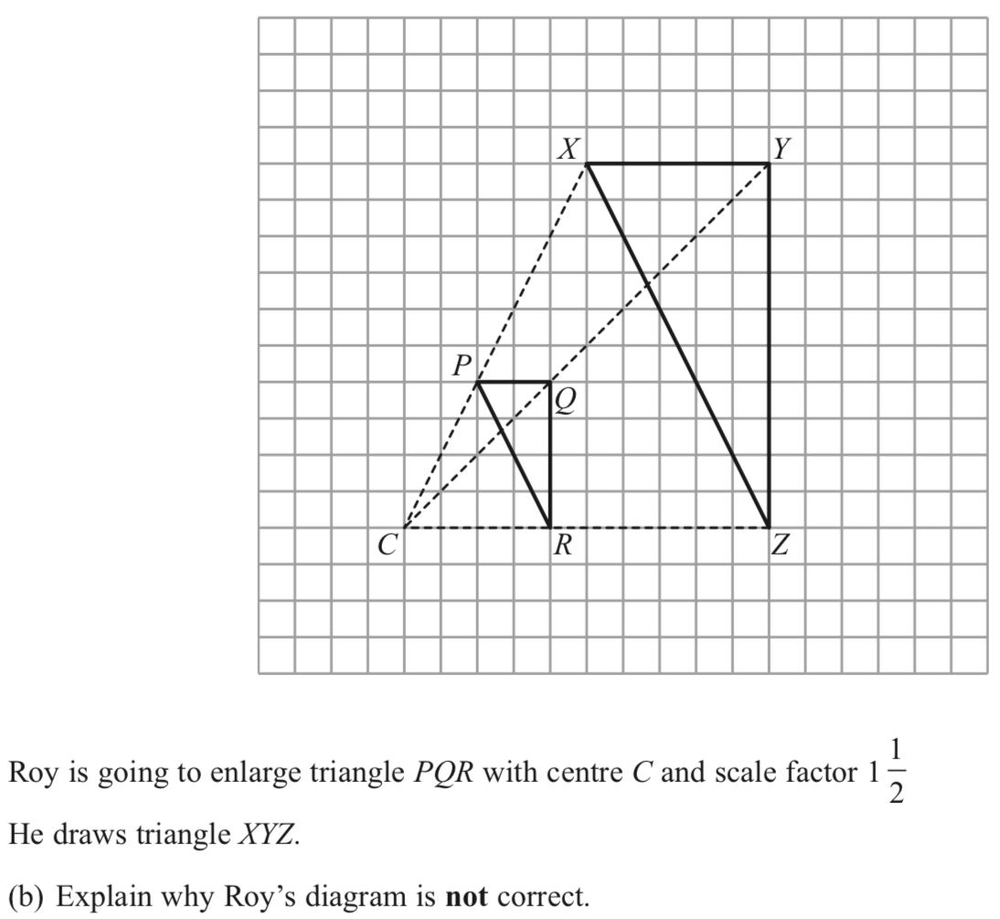 X Y
P
Q
C R Z
Roy is going to enlarge triangle PQR with centre C and scale factor 1 1/2
He draws triangle XYZ.
(b) Explain why Roy’s diagram is not correct.